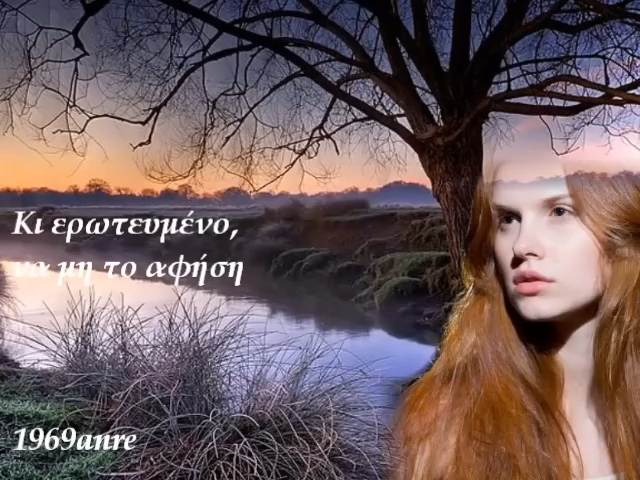 Κι ερωτευμένο,
να μη το αφήση
1969anre